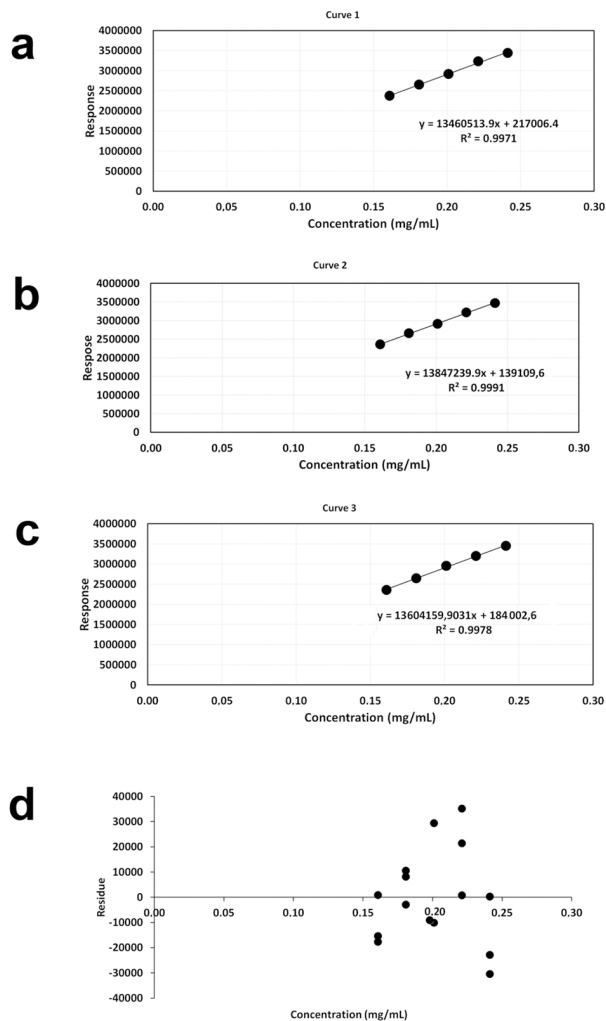 a
Curve 1
4000000
3500000
3000000
2500000
2000000
1500000
1000000
500000
0
Response
y = 13460513.9x + 217006.4
R² = 0.9971
0.00 0,05 0.10 0.15 0.20 0.25 0.30
Concentration (mg/mL)
b
Curve 2
4000000
3500000
3000000
2500000
2000000
1500000
1000000
500000
0
Respose
y = 13847239.9x + 139109,6
R² = 0.9991
0.00 0.05 0.10 0.15 0.20 0.25 0.30
Concentration (mg/mL)
c
Curve 3
4000000
3500000
3000000
2500000
2000000
1500000
1000000
500000
0
Response
y = 13604159,9031x + 184 002,6
R² = 0.9978
0.00 0,05 0.10 0.15 0.20 0.25 0.30
Concentration (mg/mL)
d
40000
30000
20000
10000
0
-10000
-20000
-30000
-40000
Residue
0.00 0.05 0.10 0.15 0.20 0.25 0.30
Concentration (mg/mL)